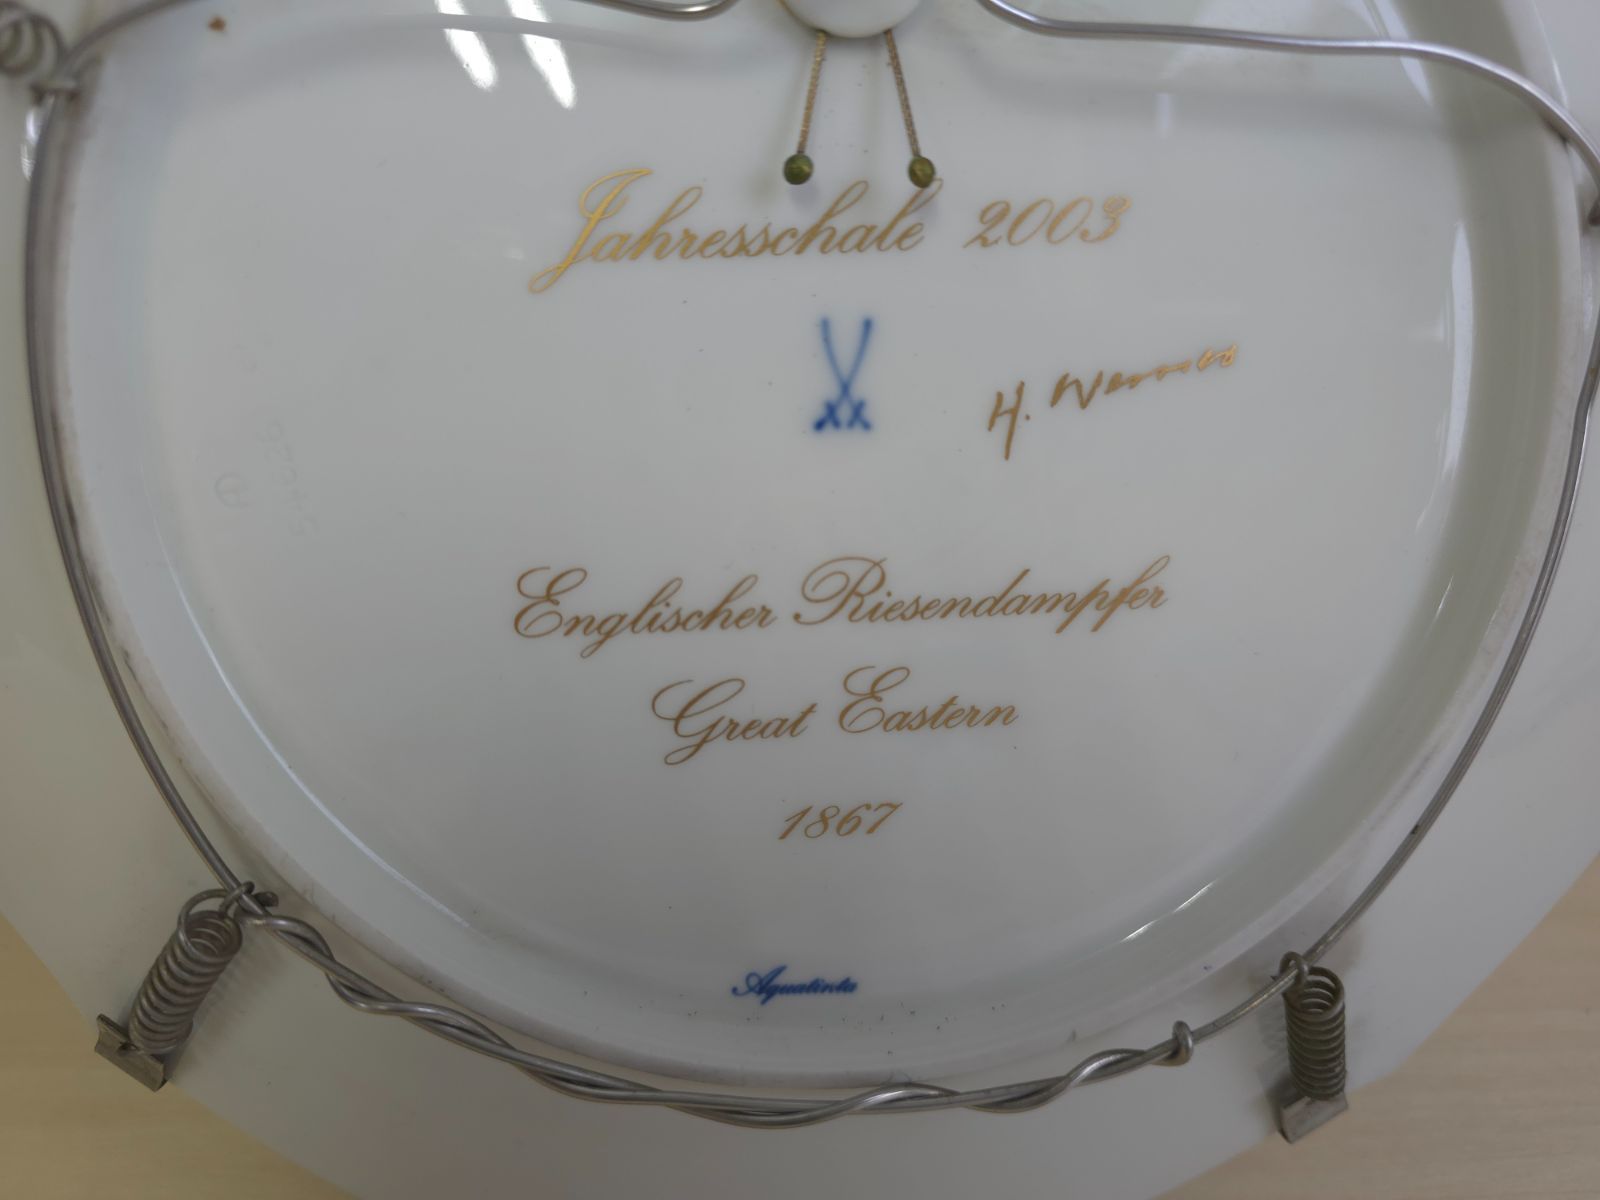 Jahresschale 2003
H. Werner
Englischer Riesendampfer
Great Eastern
1867
Aquatinta